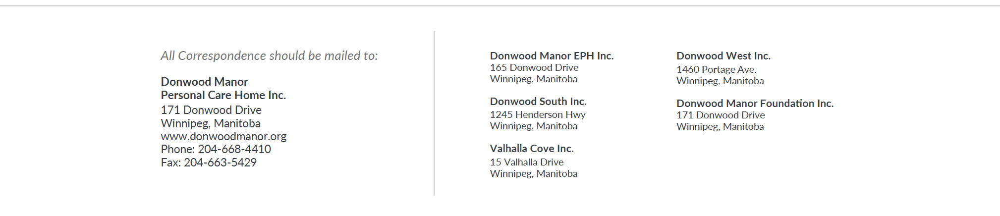 All Correspondence should be mailed to:
Donwood Manor
Personal Care Home Inc.
171 Donwood Drive
Winnipeg, Manitoba
www.donwoodmanor.org
Phone: 204-668-4410
Fax: 204-663-5429
Donwood Manor EPH Inc.
165 Donwood Drive
Winnipeg, Manitoba
Donwood South Inc.
1245 Henderson Hwy
Winnipeg, Manitoba
Valhalla Cove Inc.
15 Valhalla Drive
Winnipeg, Manitoba
Donwood West Inc.
1460 Portage Ave.
Winnipeg, Manitoba
Donwood Manor Foundation Inc.
171 Donwood Drive
Winnipeg, Manitoba